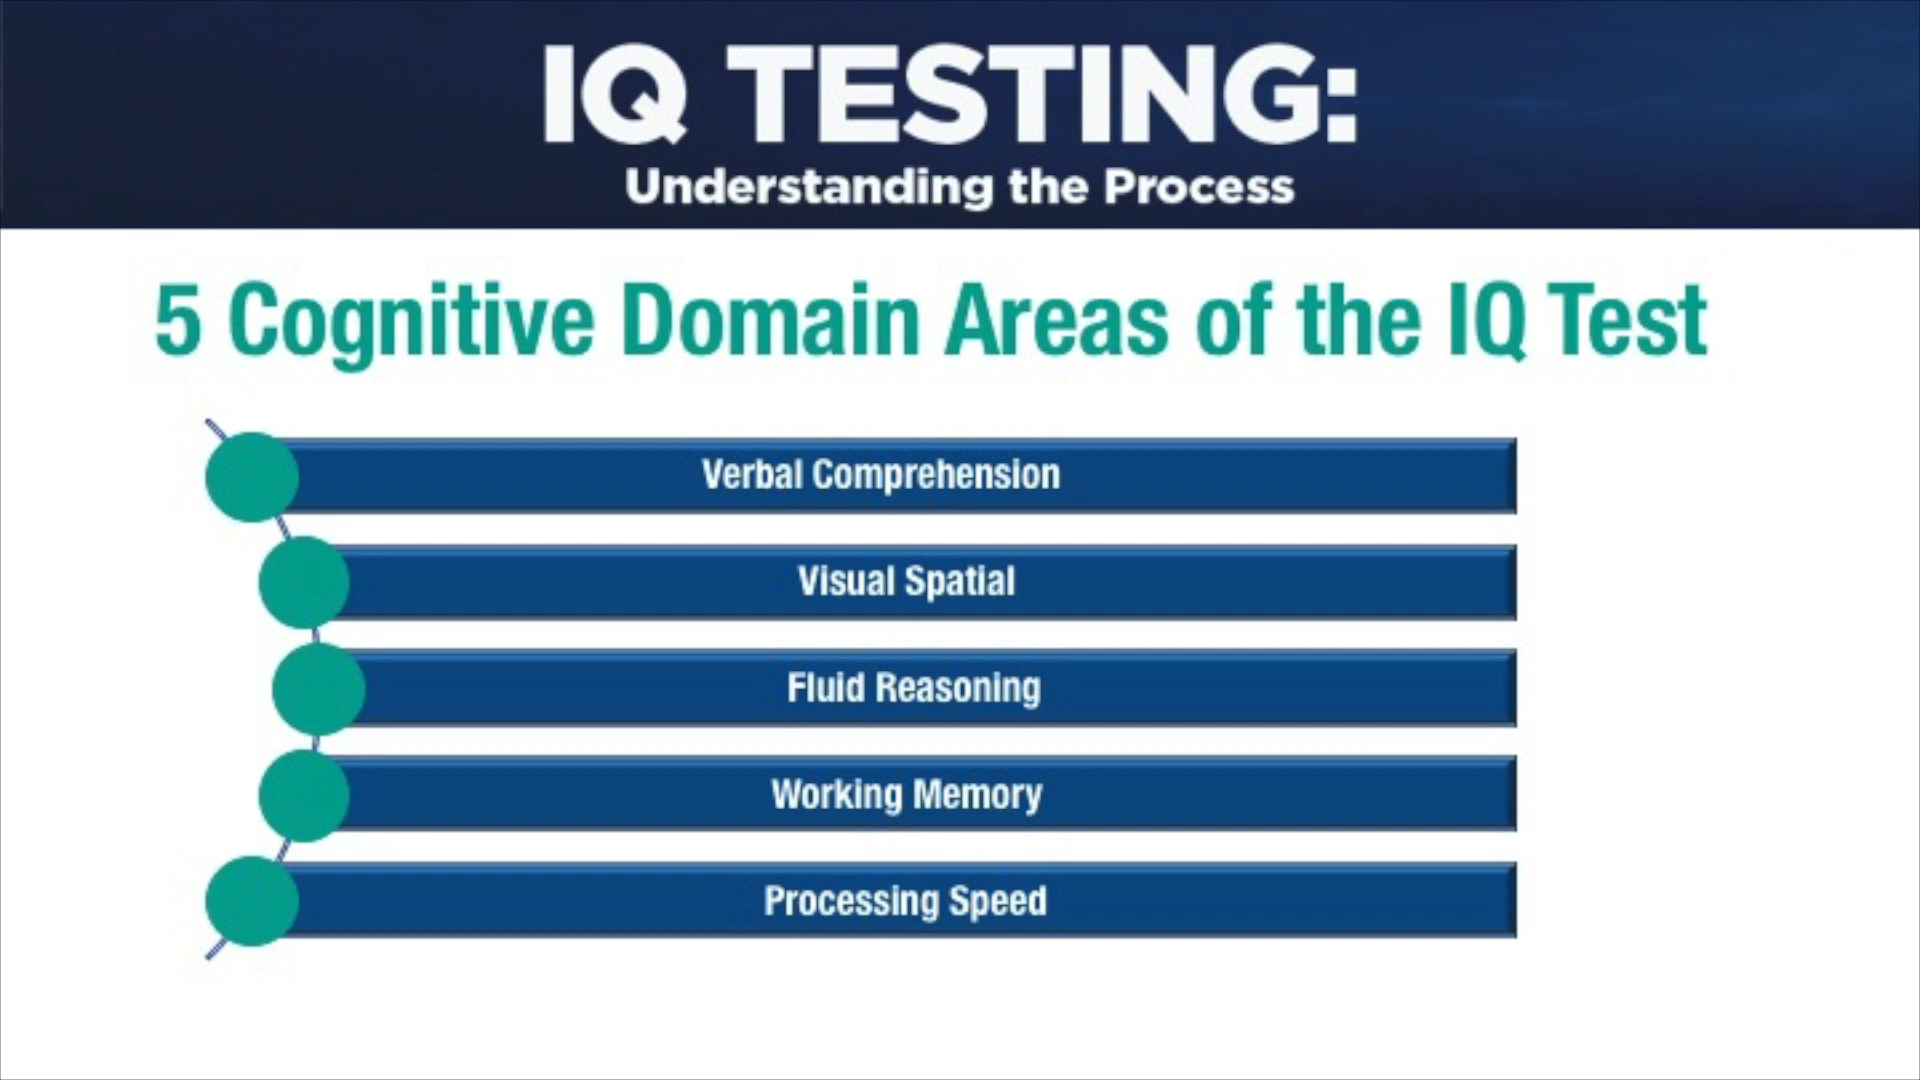 IQ TESTING:
Understanding the Process
5 Cognitive Domain Areas of the IQ Test
Verbal Comprehension
Visual Spatial
Fluid Reasoning
Working Memory
Processing Speed